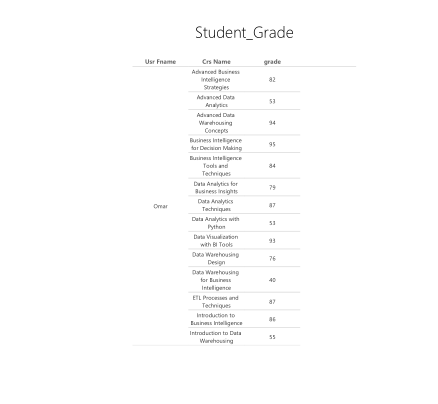 Student_Grade
Usr Fname Crs Name grade
Advanced Business
Intelligence 82
Strategies
Advanced Data
Analytics 53
Advanced Data
Warehousing 94
Concepts
Business Intelligence
for Decision Making 95
Business Intelligence
Tools and 84
Techniques
Data Analytics for
Business Insights 79
Omar Data Analytics
Techniques 87
Data Analytics with
Python 53
Data Visualization
with BI Tools 93
Data Warehousing
Design 76
Data Warehousing
for Business 40
Intelligence
ETL Processes and
Techniques 87
Introduction to
Business Intelligence 86
Introduction to Data
Warehousing 55